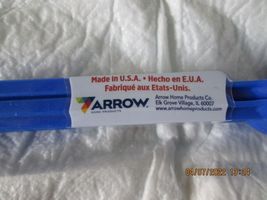 Made in U.S.A. • Hecho en E.U.A.
Fabriqué aux Etats-Unis.
ARROW
HOME PRODUCTS
Arrow Home Products Co.
Elk Grove Village, IL 60007
www.arrowhomeproducts.com